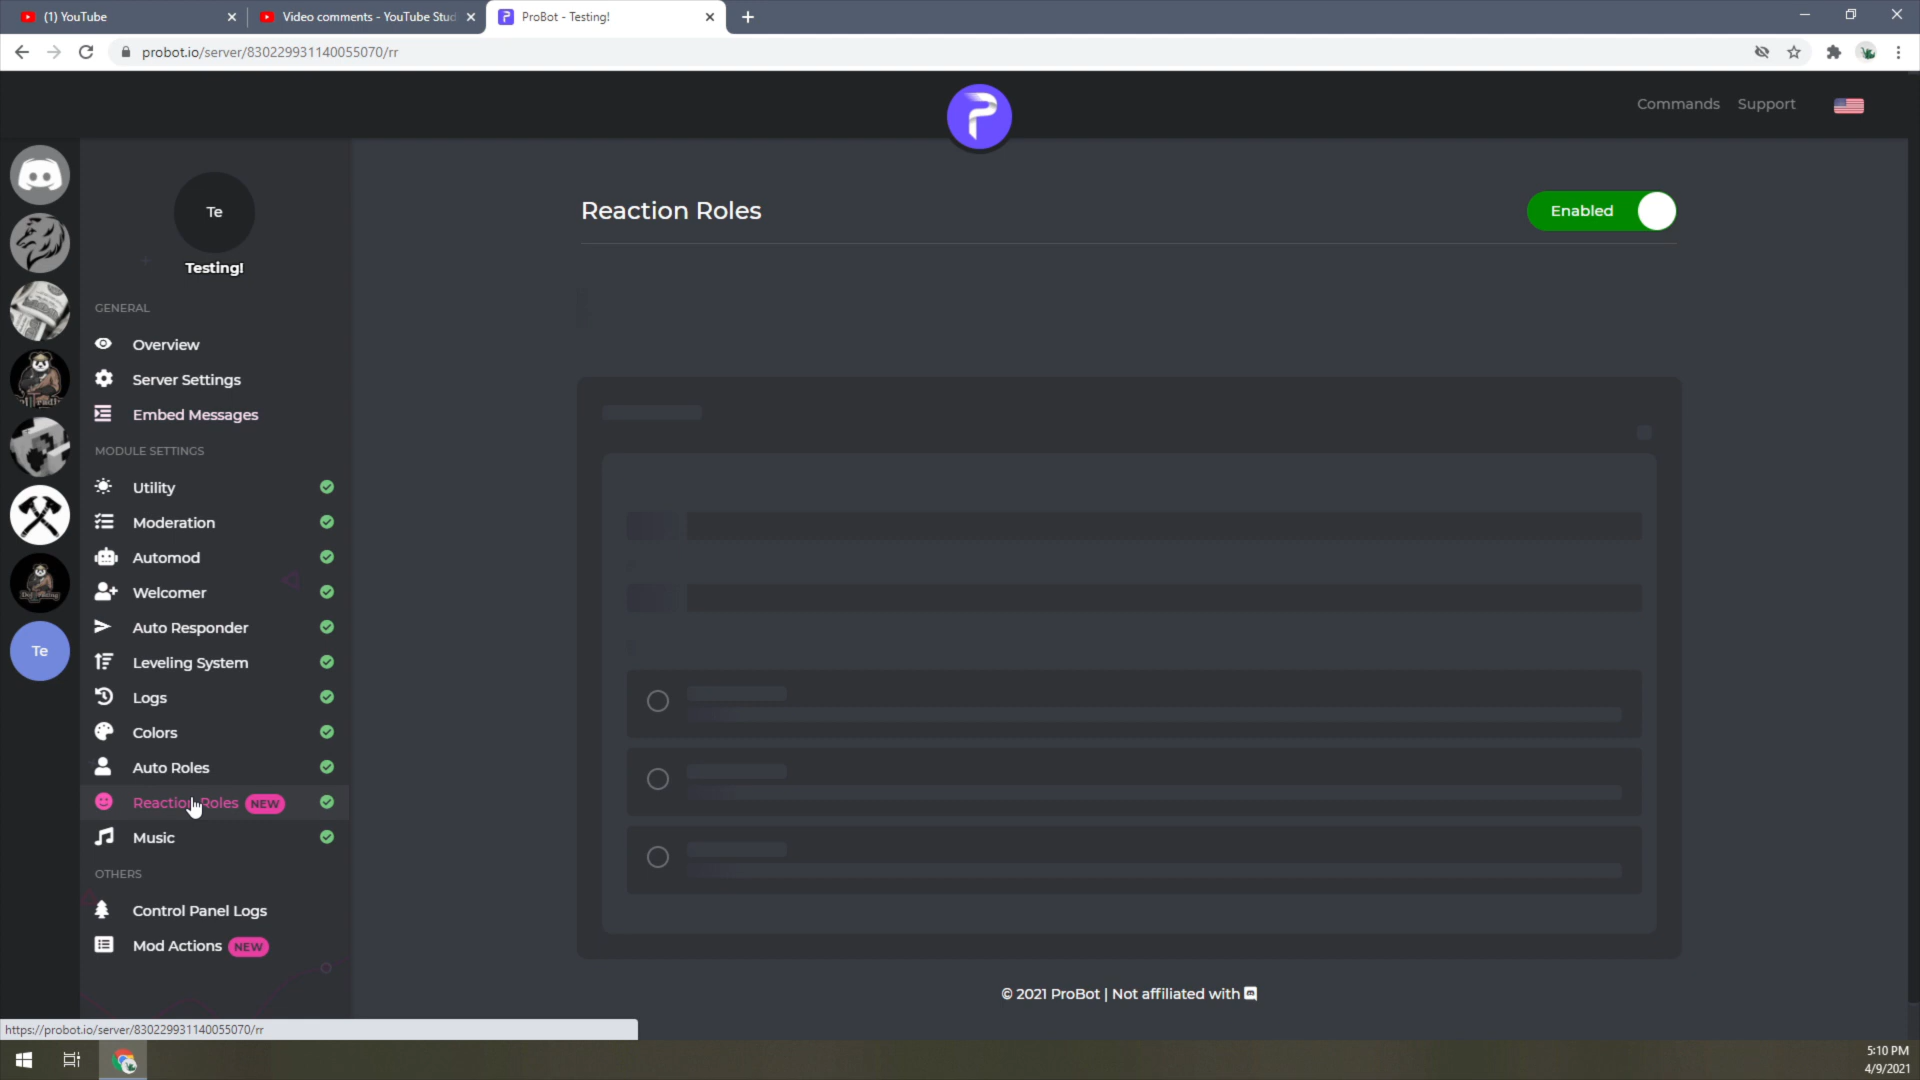 (1) YouTube
Video comments - YouTube Stud
ProBot - Testing!
probot.io/server/830229931140055070/rr
Commands
Support
Te
Testing!
Reaction Roles
Enabled
GENERAL
Overview
Server Settings
Embed Messages
MODULE SETTINGS
Utility
Moderation
Automod
Welcomer
Auto Responder
Leveling System
Te
Logs
Colors
Auto Roles
Reaction Roles NEW
Music
OTHERS
Control Panel Logs
Mod Actions NEW
© 2021 ProBot | Not affiliated with
https://probot.io/server/830229931140055070/rr
5:10 PM
4/9/2021